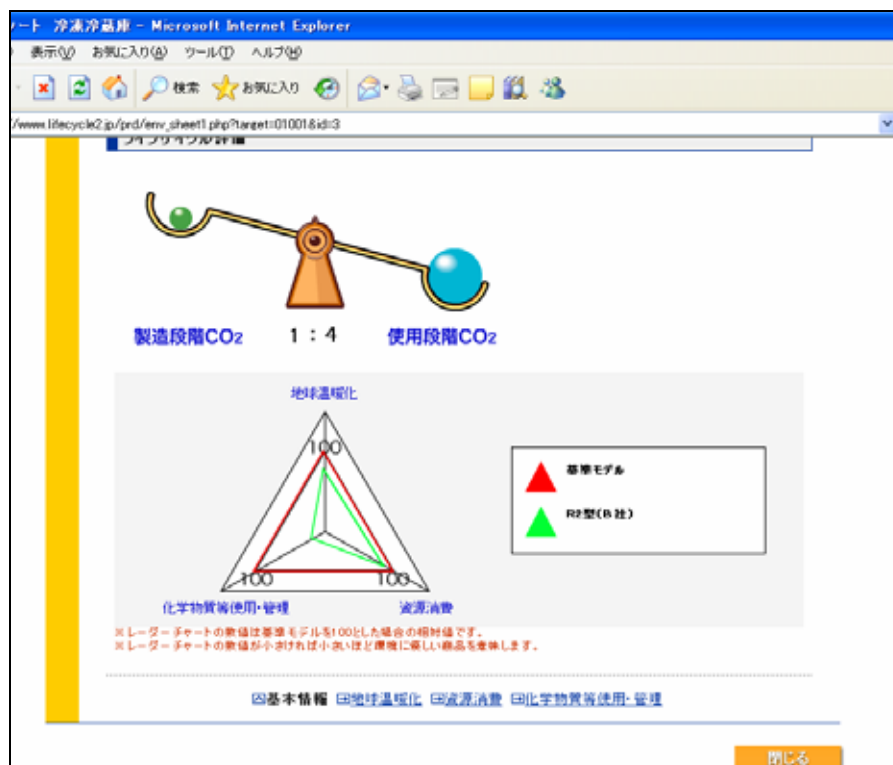 ート 冷凍冷蔵庫 - Microsoft Internet Explorer
表示(V) お気に入り(A) ツール(T) ヘルプ(H)
検索 お気に入り
//www.lifecycle2.jp/prd/env_sheet1.php?target=01001&id=3
ライフサイクル評価
製造段階CO2 1：4 使用段階CO2
地球温暖化
100
基準モデル
R2型(B社)
100 100
化学物質等使用・管理 資源消費
※レーダーチャートの数値は基準モデルを100とした場合の相対値です。
※レーダーチャートの数値が小さければ小さいほど環境に優しい商品を意味します。
基本情報 地球温暖化 資源消費 化学物質等使用・管理
閉じる